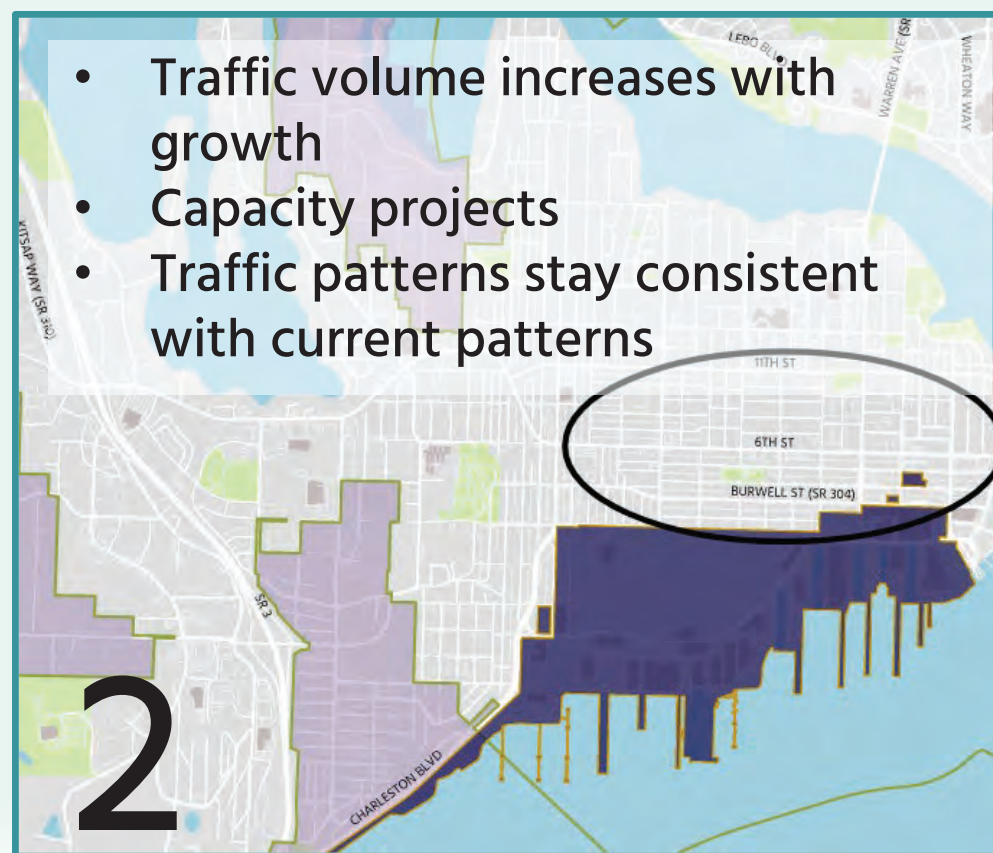 • Traffic volume increases with
growth
• Capacity projects
• Traffic patterns stay consistent
with current patterns
LEBO BLVD
WARREN AVE (SR
WHEATON WAY
KITSAP WAY (SR 310)
11TH ST
6TH ST
BURWELL ST (SR 304)
SR 3
CHARLESTON BLVD
2